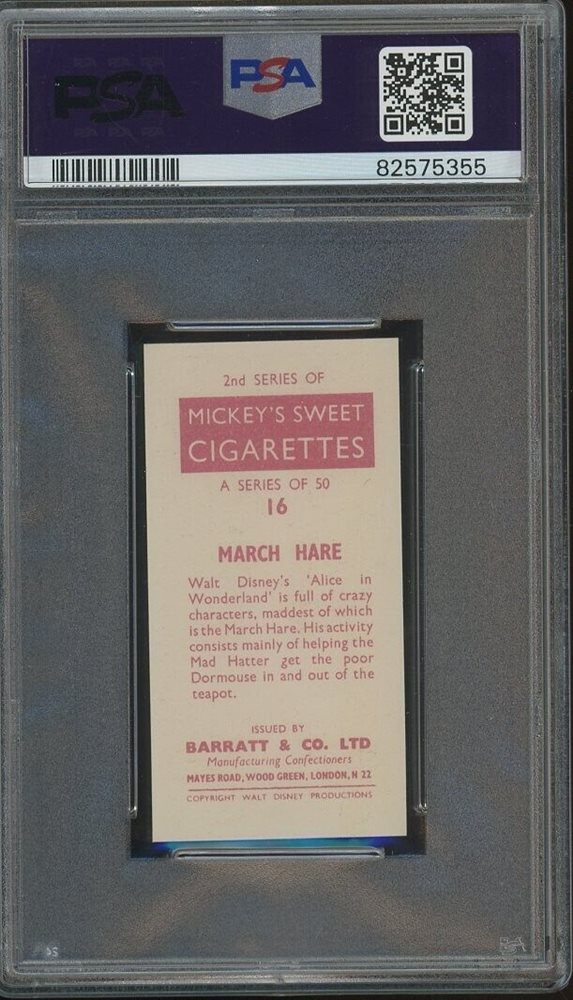 PSA
PSA
82575355
2nd SERIES OF
MICKEY'S SWEET
CIGARETTES
A SERIES OF 50
16
MARCH HARE
Walt Disney's 'Alice in
Wonderland' is full of crazy
characters, maddest of which
is the March Hare. His activity
consists mainly of helping the
Mad Hatter get the poor
Dormouse in and out of the
teapot.
ISSUED BY
BARRATT & CO. LTD
Manufacturing Confectioners
MAYES ROAD, WOOD GREEN, LONDON, N 22
COPYRIGHT WALT DISNEY PRODUCTIONS